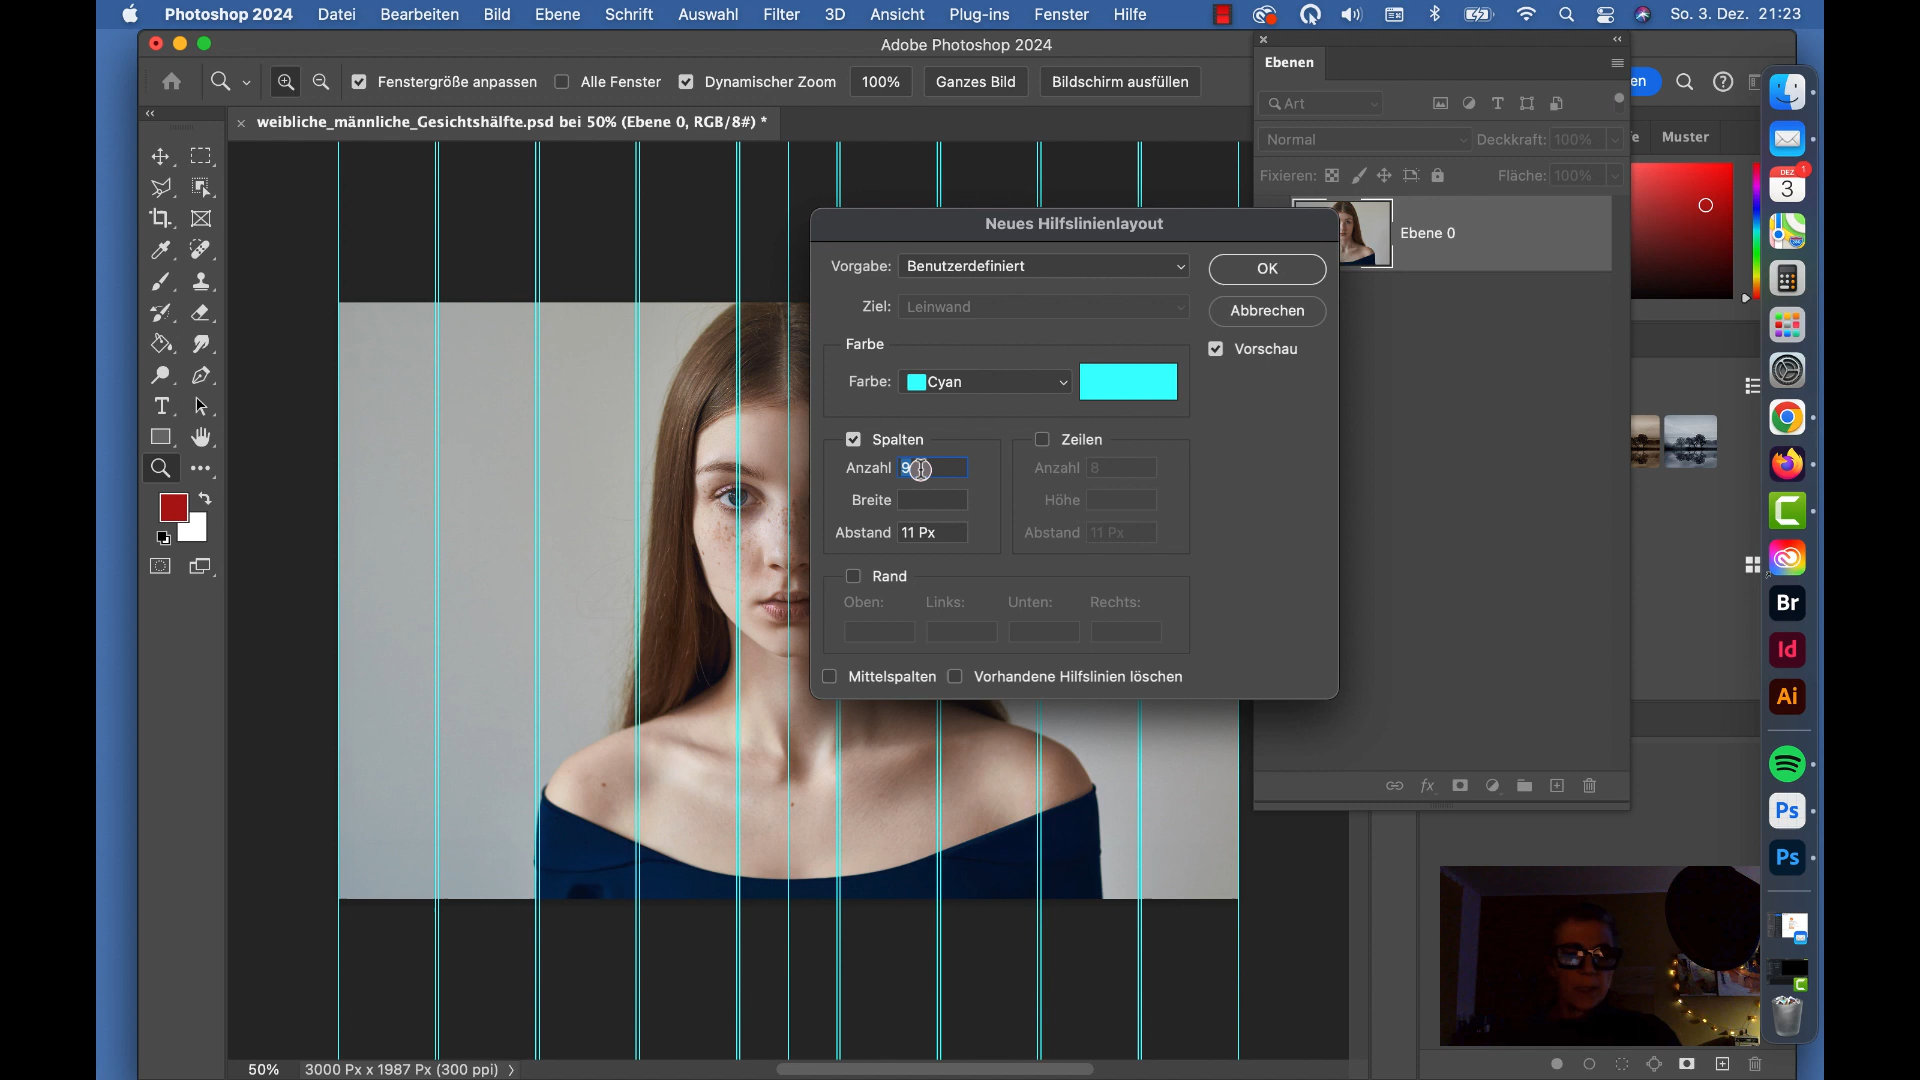 Photoshop 2024 Datei Bearbeiten Bild Ebene Schrift Auswahl Filter 3D Ansicht Plug-ins Fenster Hilfe So. 3. Dez. 21:23
Adobe Photoshop 2024
Fenstergröße anpassen Alle Fenster Dynamischer Zoom 100% Ganzes Bild Bildschirm ausfüllen
weibliche_männliche_Gesichtshälfte.psd bei 50% (Ebene 0, RGB/8#) *
Ebenen
Art
Normal Deckkraft: 100%
Fixieren: Fläche: 100%
Ebene 0
en
Muster
Neues Hilfslinienlayout
Vorgabe: Benutzerdefiniert
OK
Ziel: Leinwand
Abbrechen
Farbe
Vorschau
Farbe: Cyan
Spalten Zeilen
Anzahl 9 Anzahl 8
Breite Höhe
Abstand 11 Px Abstand 11 Px
Rand
Oben: Links: Unten: Rechts:
Mittelspalten Vorhandene Hilfslinien löschen
fx
DEZ 1
3
Br
Id
Ai
Ps
Ps
50% 3000 Px x 1987 Px (300 ppi)